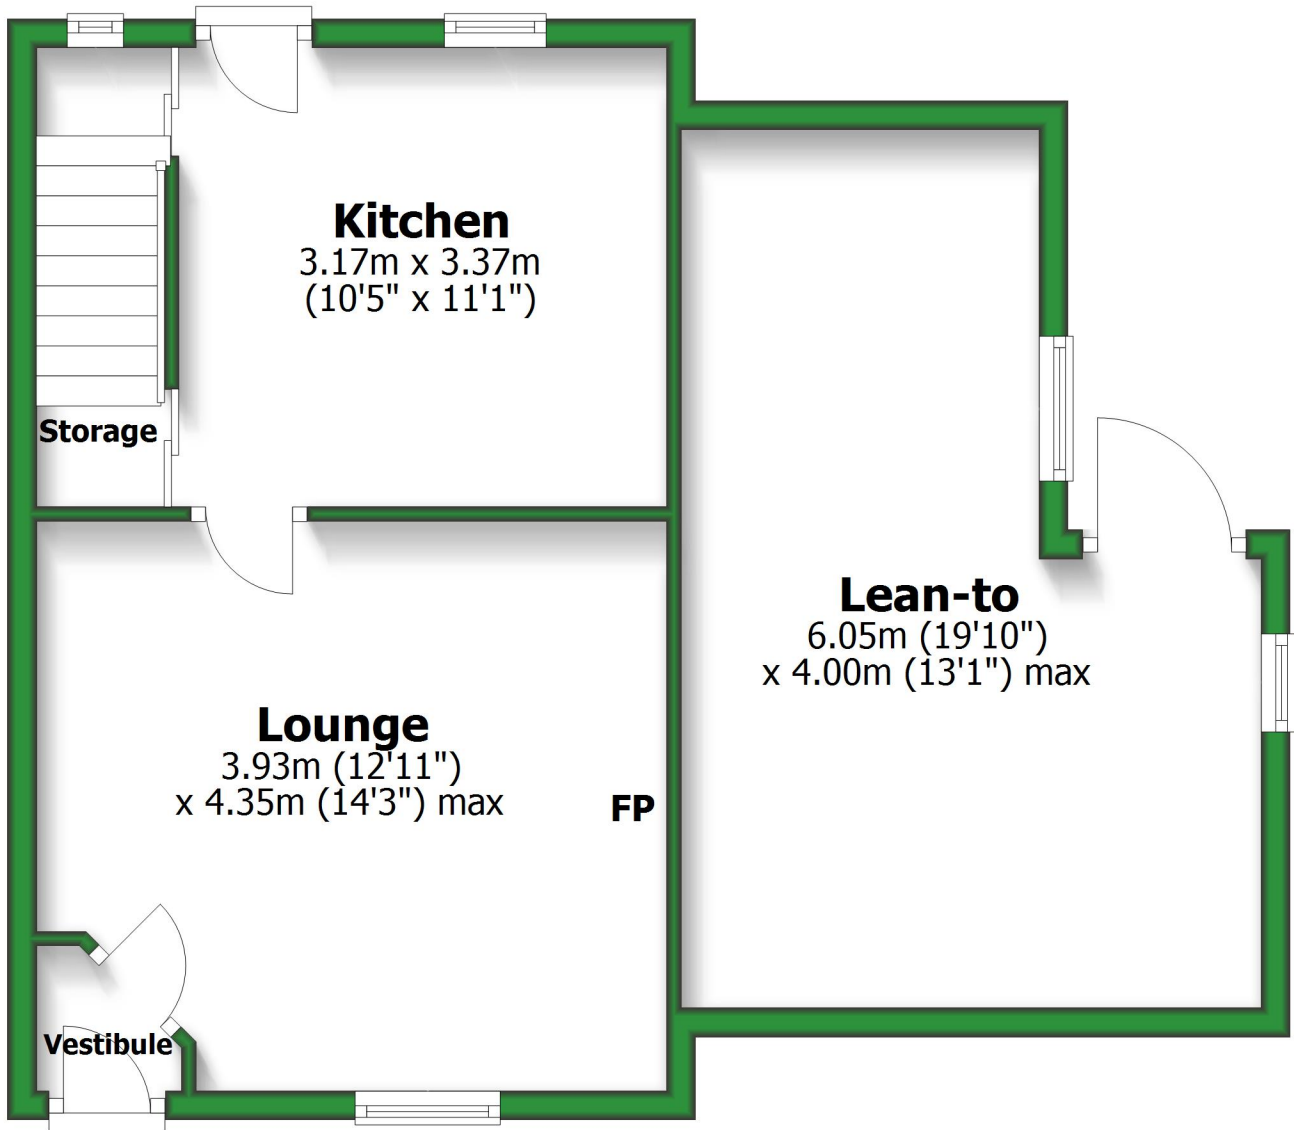 Kitchen
3.17m x 3.37m
(10'5" x 11'1")
Storage
Lean-to
6.05m (19'10")
x 4.00m (13'1") max
Lounge
3.93m (12'11")
x 4.35m (14'3") max
FP
Vestibule